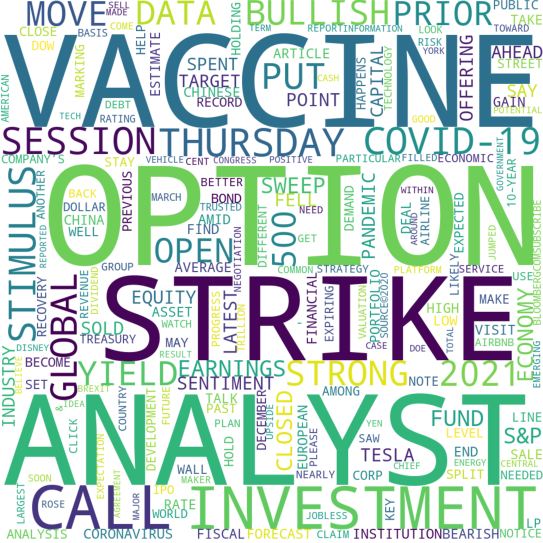 MOVE
SELL
MADE
COME
CLOSE
DOW
BASIS
DATA
HELP
HOLDING
BULLISH
TERM
REPORT
INFORMATION
PRIOR
LOOK
RISK
YORK
PUBLIC
TAKE
TOWARD
STREET
VACCINE
MARKING
ESTIMATE
SPENT
CHINESE
TARGET
RECORD
PUT
POINT
ARTICLE
HAPPENS
CAPITAL
CASH
TECHNOLOGY
GOOD
OFFERING
AHEAD
SAY
GAIN
POTENTIAL
AMERICAN
TECH
DEBT
RATING
SESSION
THURSDAY
COVID-19
COMPANY'S
STAY
VEHICLE
CENT
CONGRESS
POSITIVE
PARTICULAR
FILLED
ECONOMIC
GOVERNMENT
STIMULUS
REPORTED
ANOTHER
BACK
DOLLAR
CHINA
WELL
PREVIOUS
MARCH
BETTER
TRUSTED
BOND
AMID
FIND
SWEEP
FELL
DIFFERENT
NEED
GET
500
DEMAND
PANDEMIC
DEAL
AIRLINE
WITHIN
AROUND
EXPECTED
LIKELY
10-YEAR
JUMPED
BLOOMBERG.COMSUBSCRIBE
OPTION
OPEN
RECOVERY
GROUP
DIVIDEND
REVENUE
AVERAGE
NEGOTIATION
COMMON
STRATEGY
PLATFORM
SERVICE
GLOBAL
STRIKE
EQUITY
ASSET
WATCH
SOLD
TREASURY
MAY
RESULT
PROGRESS
LATEST
BILLION
FINANCIAL
EXPIRING
VALUATION
CASE
PORTFOLIO
SOURCE©2020
HIGH
LOW
DOE
TOTAL
MAKE
VISIT
AIRBNB
USE
ECONOMY
EMERGING
INDUSTRY
DISNEY
BELIEVE
BECOME
SET
BREXIT
YIELD
EARNINGS
SENTIMENT
STRONG
NOTE
2021
SOON
&
IDEA
CLICK
EXPECTATION
COUNTRY
AGREEMENT
DEVELOPMENT
FUTURE
TALK
PAST
PLAN
HOLD
UPSIDE
DECEMBER
CLOSED
PLEASE
EUROPEAN
AMONG
YEN
SAW
TESLA
CHIEF
LEVEL
END
ENERGY
SPLIT
FUND
S&P
LINE
SALE
CENTRAL
NEEDED
ANALYST
LARGEST
ROSE
MAJOR
IPO
RATE
WORLD
WALL
MAKER
NEARLY
CORP
KEY
CALL
INVESTMENT
LP
ANALYSIS
CORONAVIRUS
FISCAL
FORECAST
CLAIM
JOBLESS
INSTITUTION
BEARISH
NOTICE